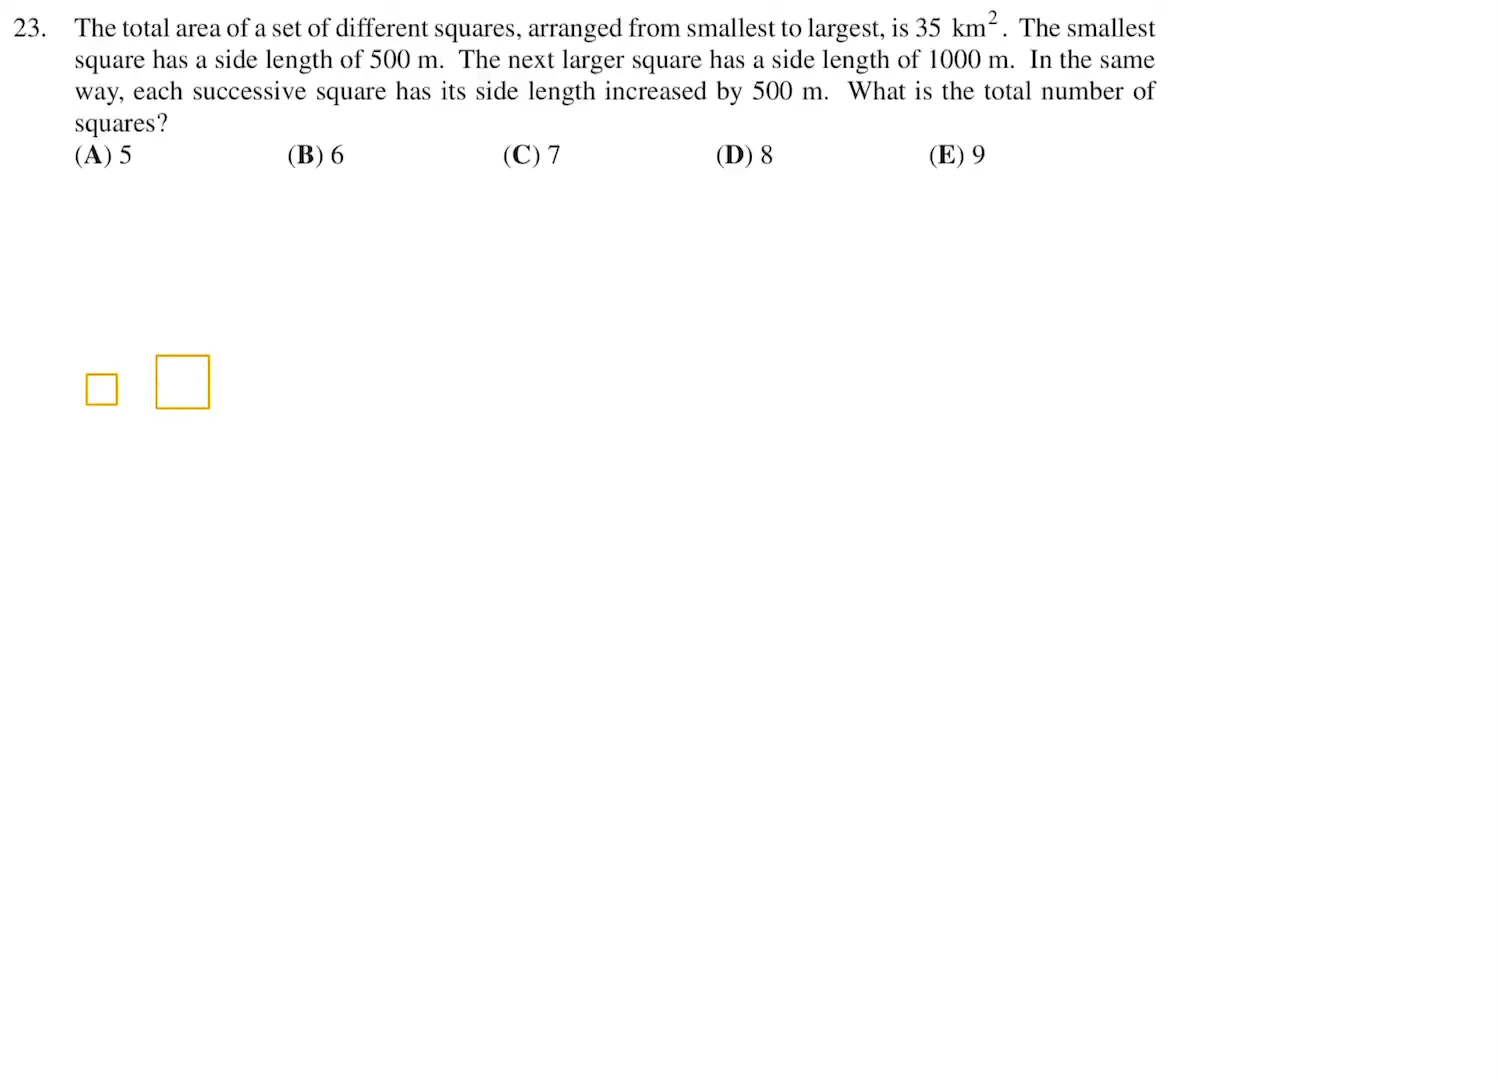 23. The total area of a set of different squares, arranged from smallest to largest, is 35 km². The smallest
square has a side length of 500 m. The next larger square has a side length of 1000 m. In the same
way, each successive square has its side length increased by 500 m. What is the total number of
squares?
(A) 5 (B) 6 (C) 7 (D) 8 (E) 9